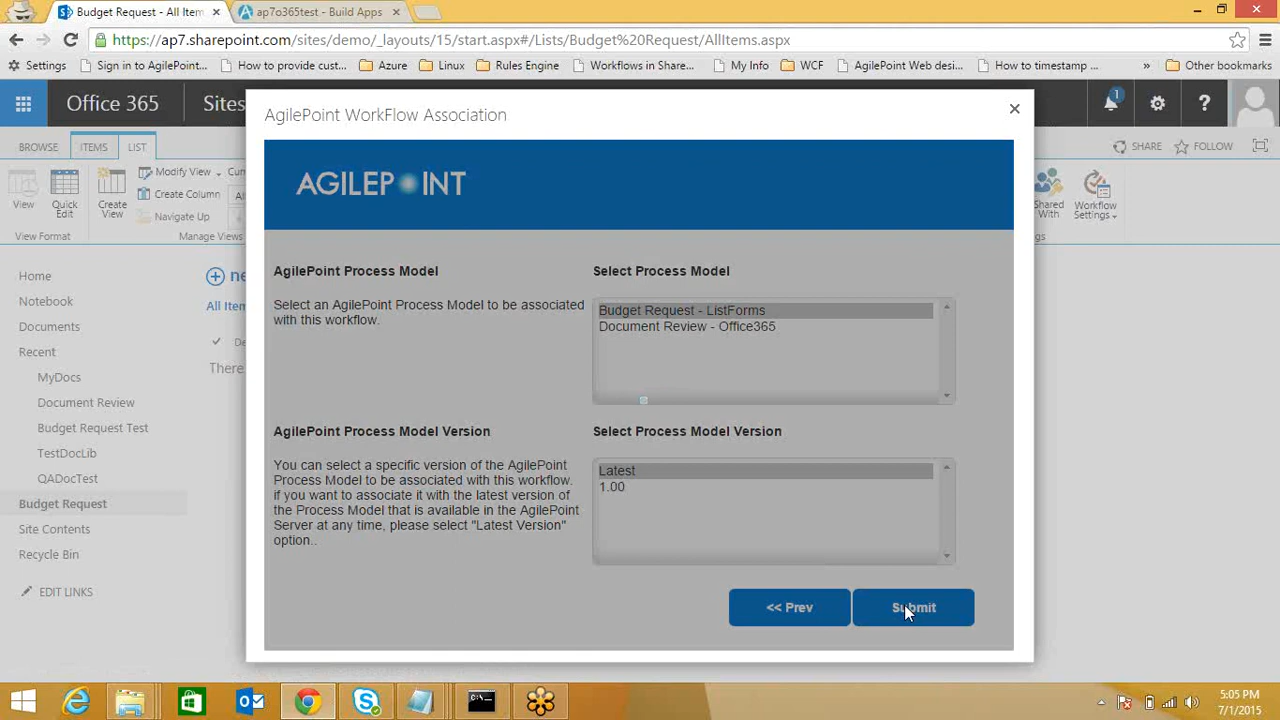 Budget Request - All Item
ap7o365test - Build Apps
https://ap7.sharepoint.com/sites/demo/_layouts/15/start.aspx#/Lists/Budget%20Request/AllItems.aspx
Settings
Sign in to AgilePoint...
How to provide cust...
Azure
Linux
Rules Engine
Workflows in Share...
My Info
WCF
AgilePoint Web desi...
How to timestamp ...
»
Other bookmarks
Office 365
Sites
1
?
BROWSE
ITEMS
LIST
SHARE
FOLLOW
View
Quick Edit
Create View
Modify View
Create Column
Navigate Up
Shared With
Workflow Settings
View Format
Manage Views
Home
Notebook
Documents
Recent
MyDocs
Document Review
Budget Request Test
TestDocLib
QADocTest
Budget Request
Site Contents
Recycle Bin
EDIT LINKS
ne
All Item
De
There
AgilePoint WorkFlow Association
AGILEPOINT
AgilePoint Process Model
Select Process Model
Select an AgilePoint Process Model to be associated
with this workflow.
Budget Request - ListForms
Document Review - Office365
AgilePoint Process Model Version
Select Process Model Version
You can select a specific version of the AgilePoint
Process Model to be associated with this workflow.
if you want to associate it with the latest version of
the Process Model that is available in the AgilePoint
Server at any time, please select "Latest Version"
option..
Latest
1.00
<< Prev
Submit
5:05 PM
7/1/2015